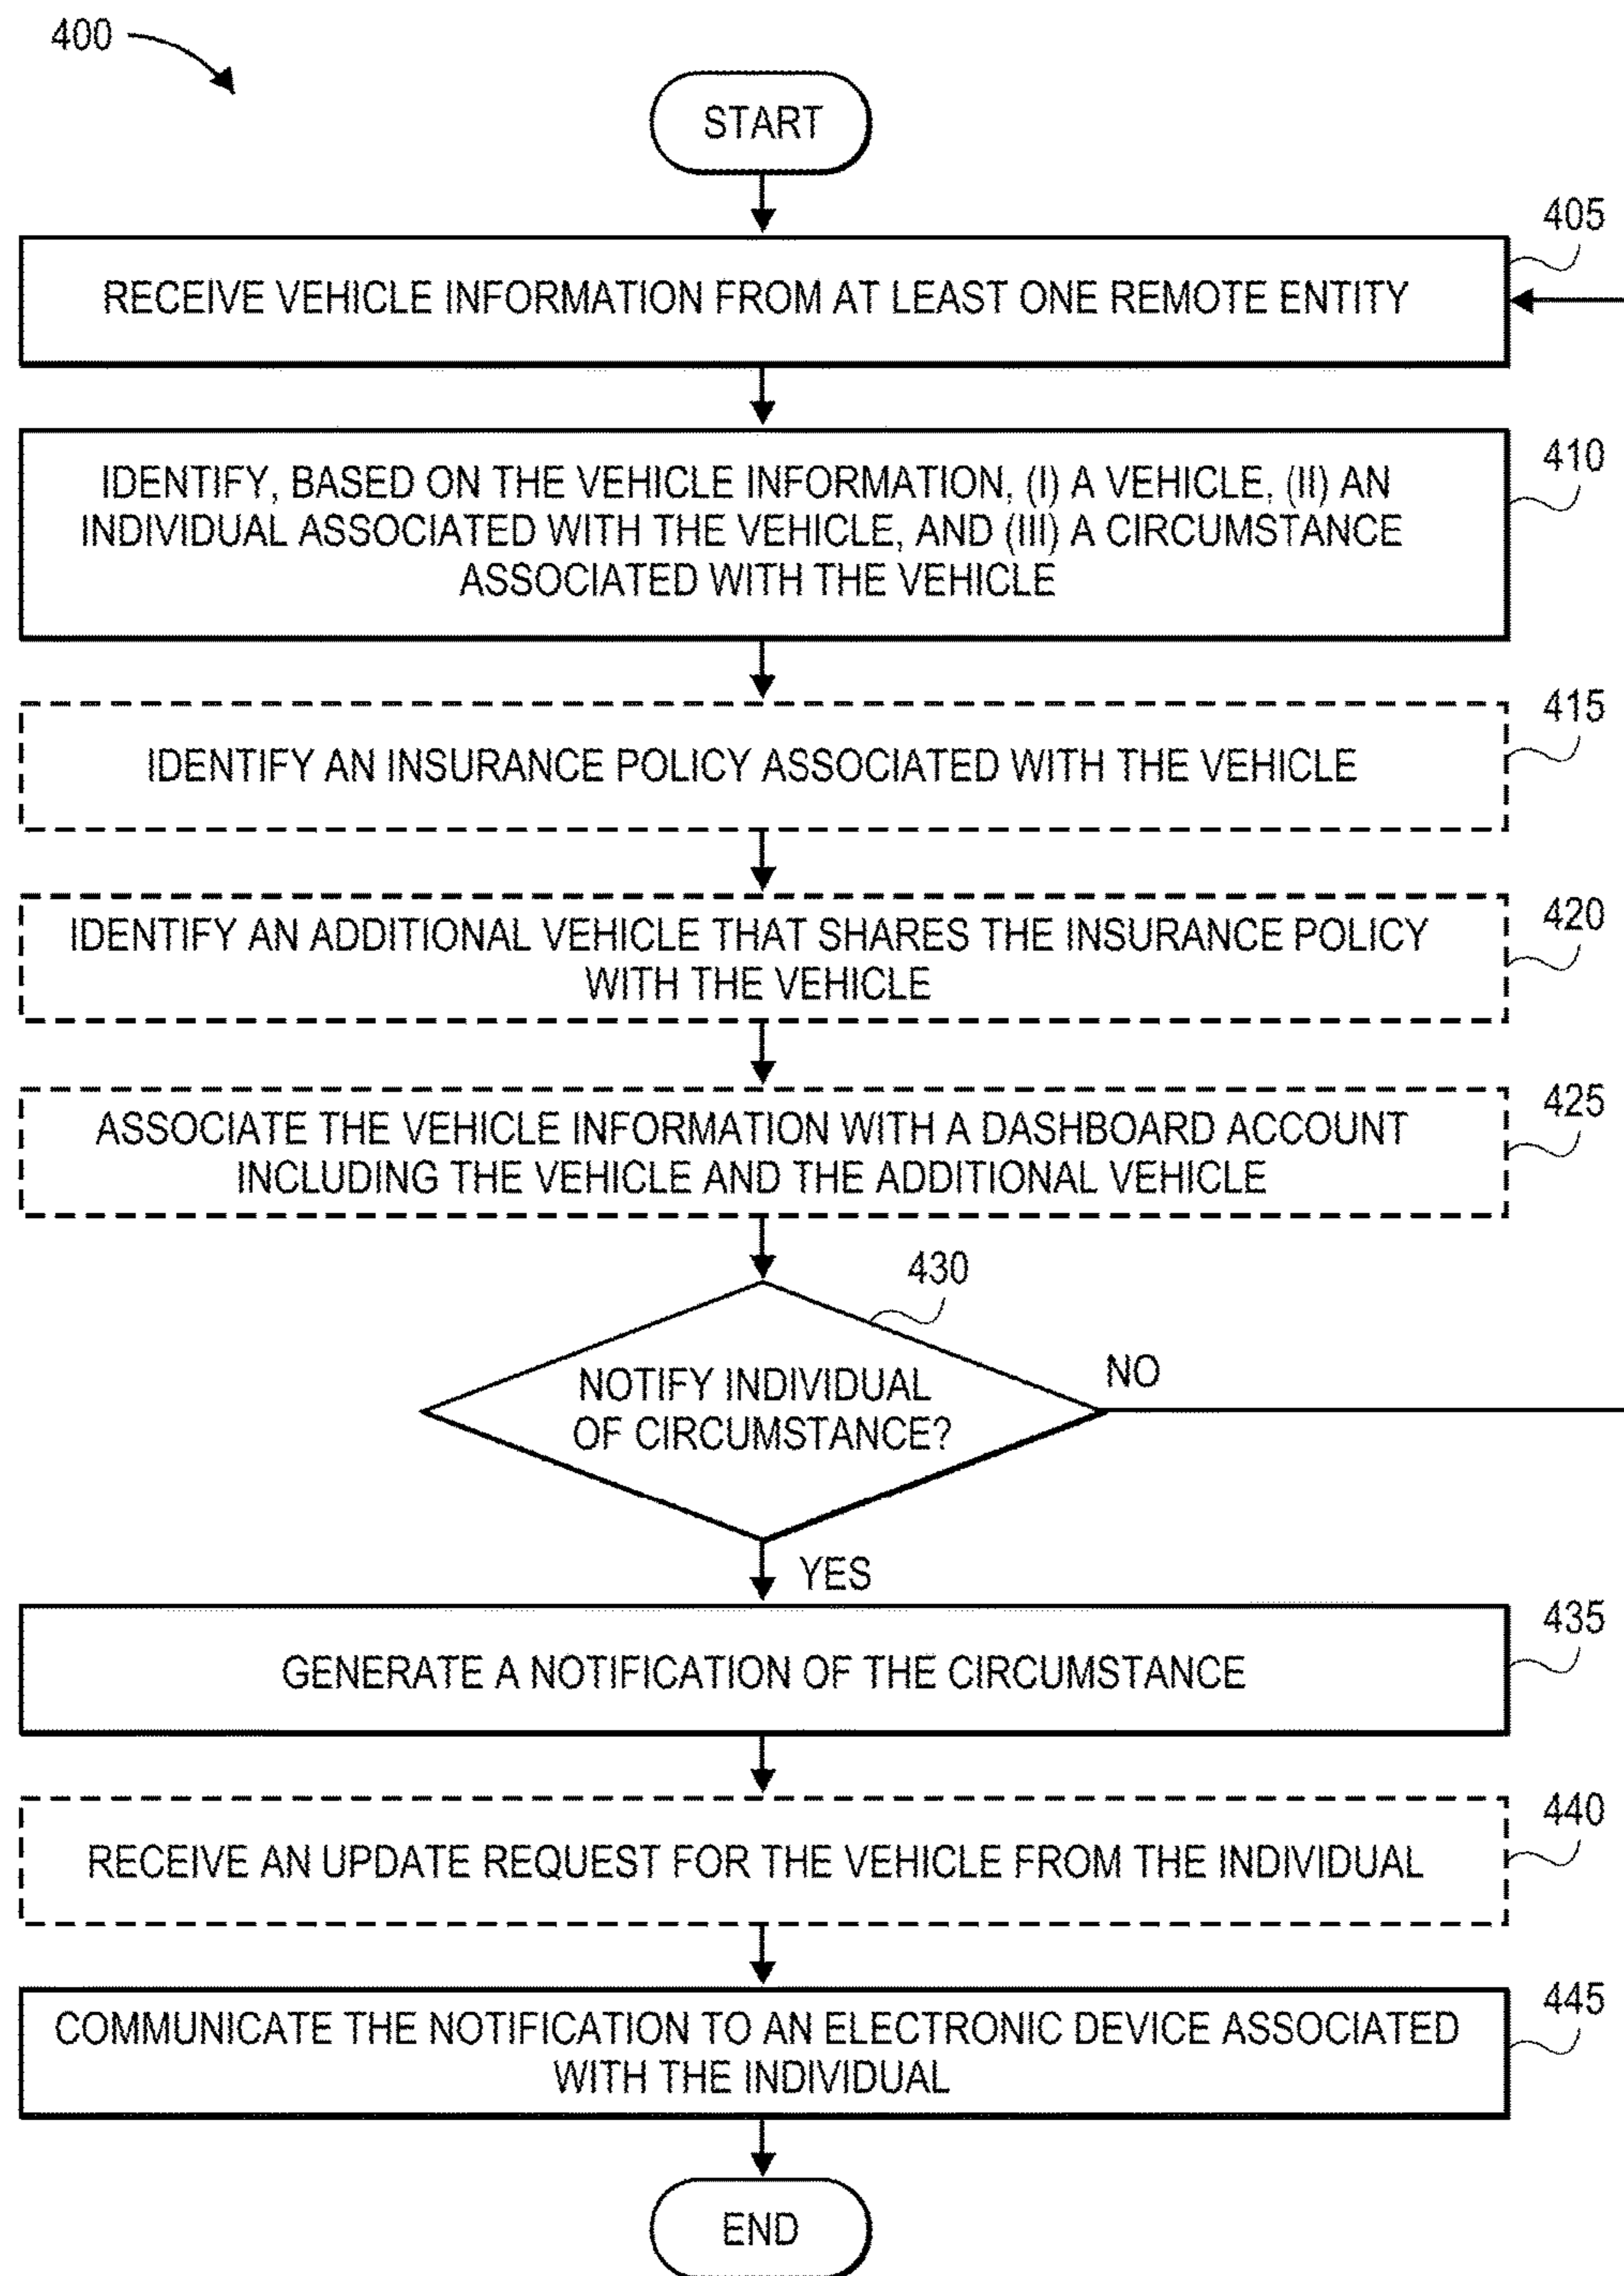 400
START
405
RECEIVE VEHICLE INFORMATION FROM AT LEAST ONE REMOTE ENTITY
410
IDENTIFY, BASED ON THE VEHICLE INFORMATION, (I) A VEHICLE, (II) AN
INDIVIDUAL ASSOCIATED WITH THE VEHICLE, AND (III) A CIRCUMSTANCE
ASSOCIATED WITH THE VEHICLE
415
IDENTIFY AN INSURANCE POLICY ASSOCIATED WITH THE VEHICLE
420
IDENTIFY AN ADDITIONAL VEHICLE THAT SHARES THE INSURANCE POLICY
WITH THE VEHICLE
425
ASSOCIATE THE VEHICLE INFORMATION WITH A DASHBOARD ACCOUNT
INCLUDING THE VEHICLE AND THE ADDITIONAL VEHICLE
430
NOTIFY INDIVIDUAL
OF CIRCUMSTANCE?
NO
YES
435
GENERATE A NOTIFICATION OF THE CIRCUMSTANCE
440
RECEIVE AN UPDATE REQUEST FOR THE VEHICLE FROM THE INDIVIDUAL
445
COMMUNICATE THE NOTIFICATION TO AN ELECTRONIC DEVICE ASSOCIATED
WITH THE INDIVIDUAL
END